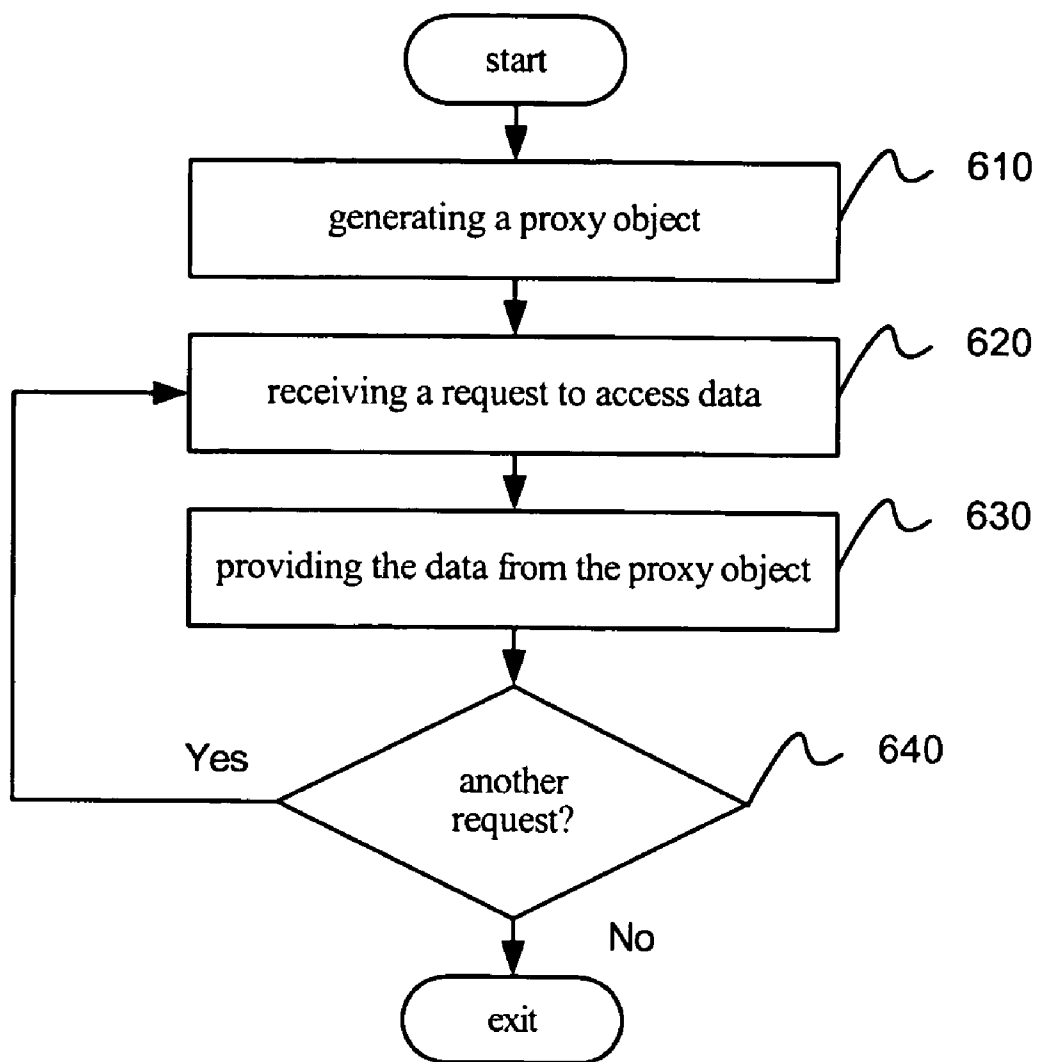 start
generating a proxy object
610
receiving a request to access data
620
providing the data from the proxy object
630
Yes
another
request?
640
No
exit